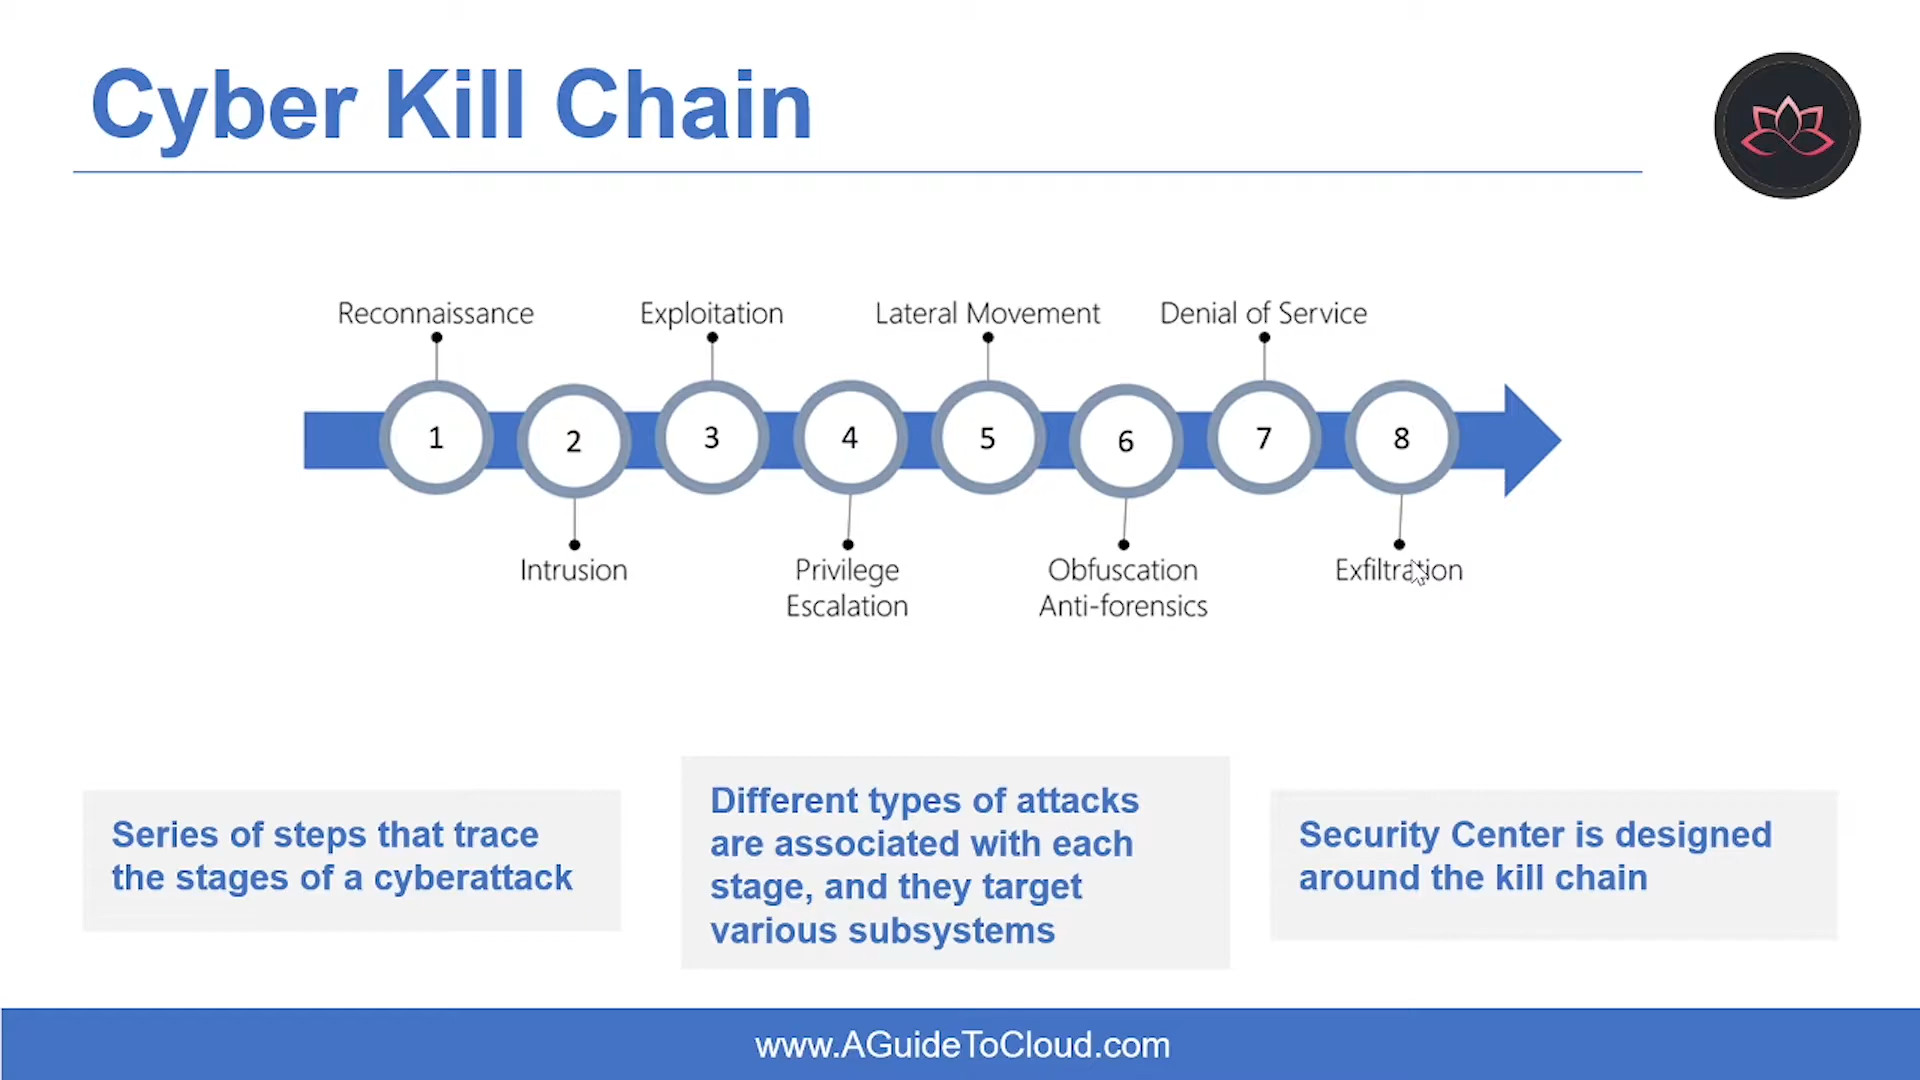 Cyber Kill Chain
Reconnaissance
Exploitation
Lateral Movement
Denial of Service
1
2
3
4
5
6
7
8
Intrusion
Privilege
Escalation
Obfuscation
Anti-forensics
Exfiltration
Series of steps that trace
the stages of a cyberattack
Different types of attacks
are associated with each
stage, and they target
various subsystems
Security Center is designed
around the kill chain
www.AGuideToCloud.com